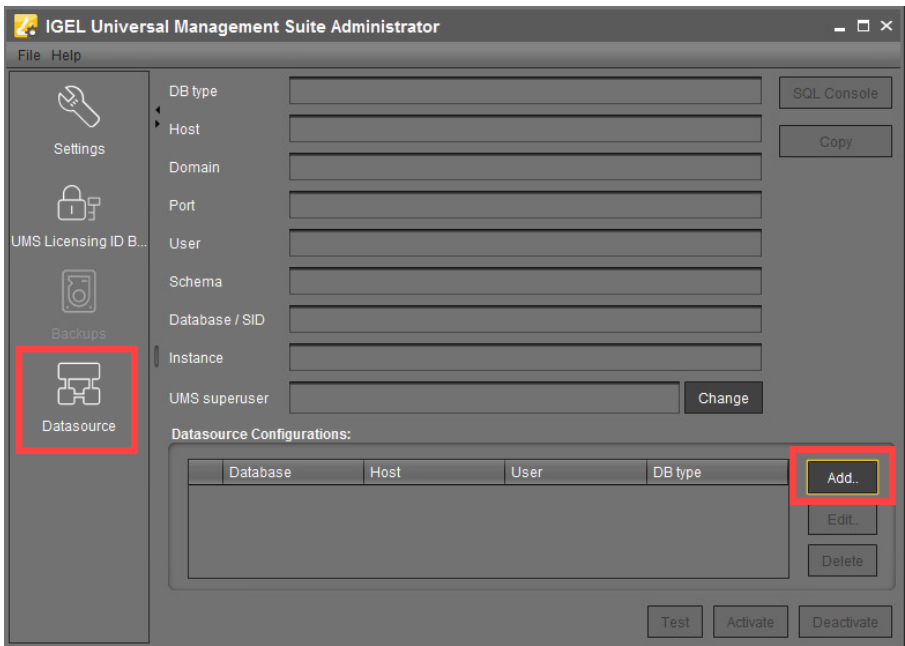 IGEL Universal Management Suite Administrator
File Help
Settings
UMS Licensing ID B...
Backups
Datasource
DB type
SQL Console
Host
Copy
Domain
Port
User
Schema
Database / SID
Instance
UMS superuser
Change
Datasource Configurations:
Database Host User DB type
Add..
Edit..
Delete
Test Activate Deactivate